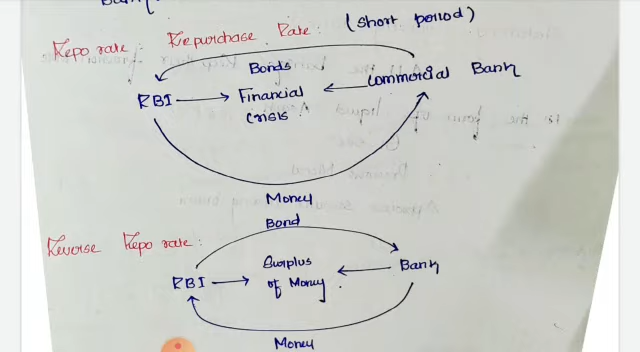 Repo rate : Repurchase Rate : (short period)
Bonds
RBI Financial Commercial Bank
Crisis.
Money
Reverse Repo rate :
Bond
RBI Surplus Bank
of Money.
Money